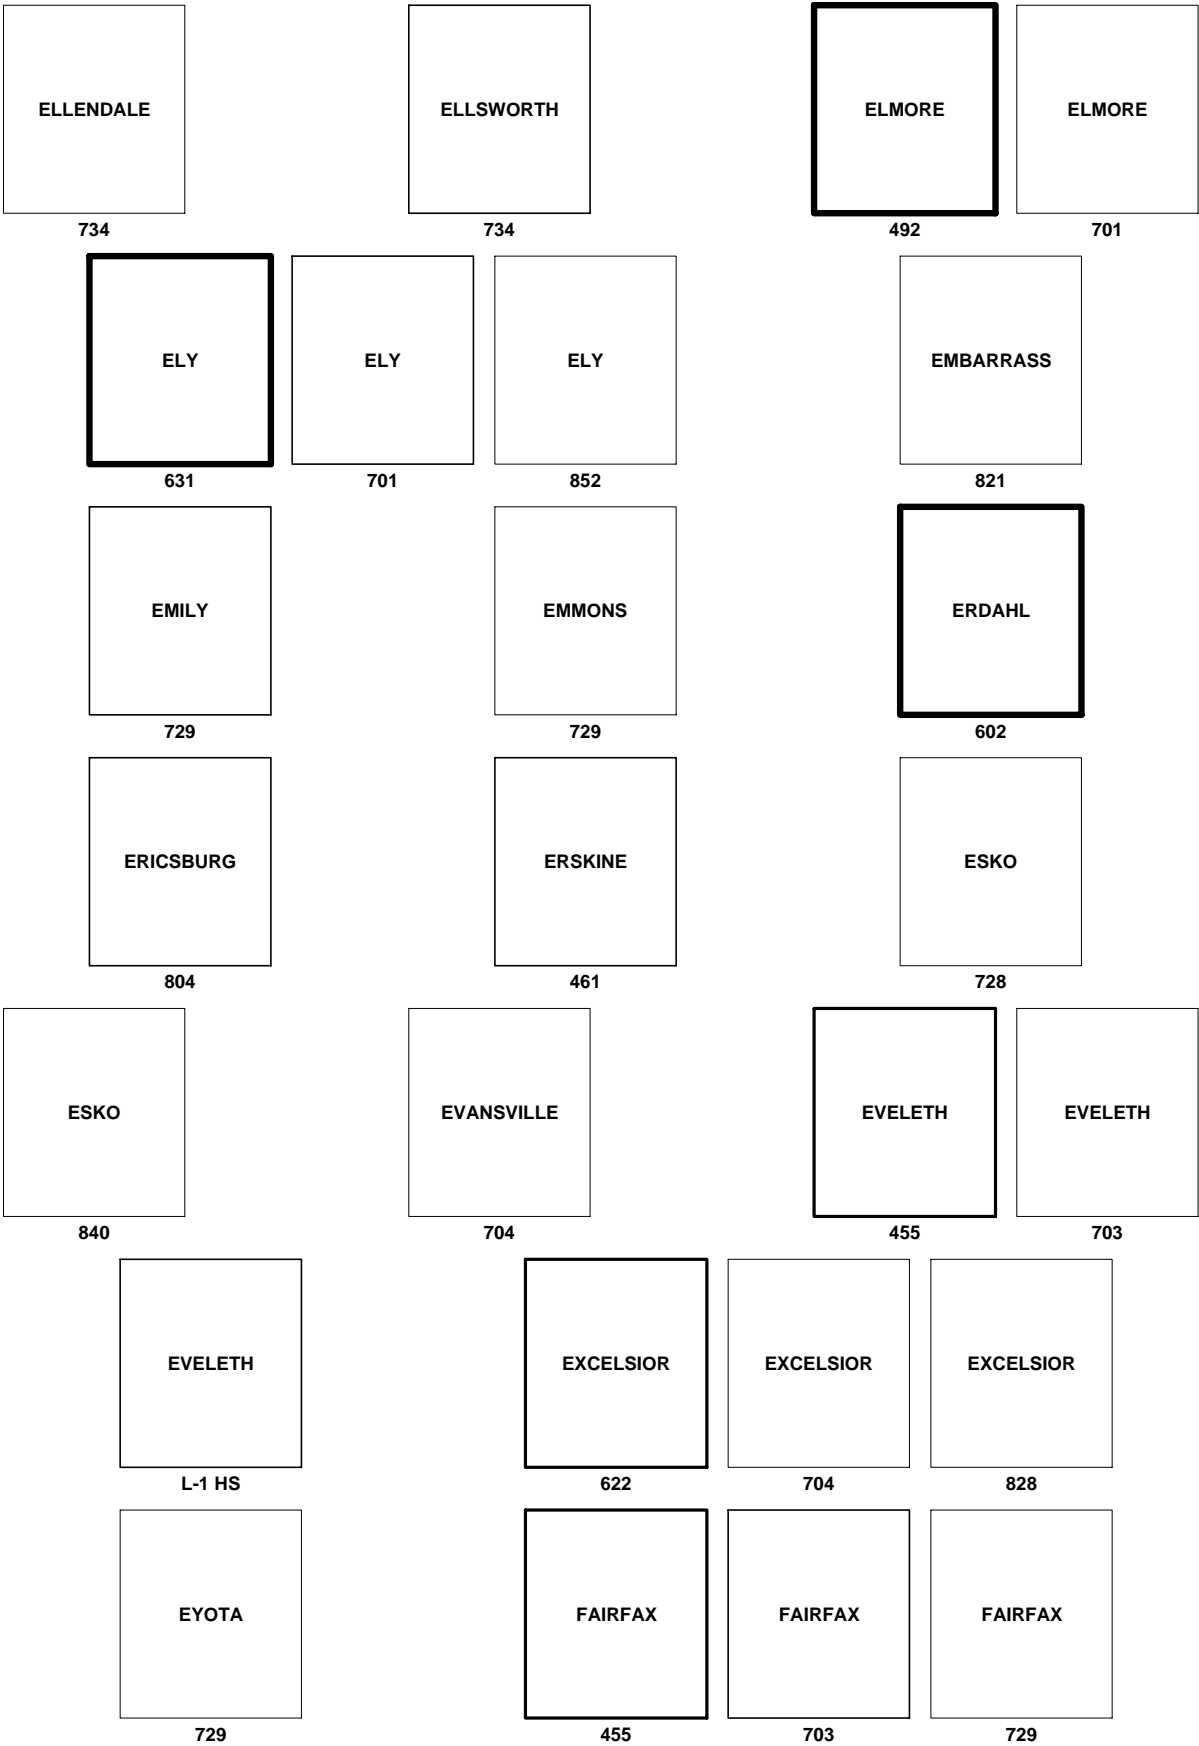 ELLENDALE
734
ELLSWORTH
734
ELMORE
492
ELMORE
701
ELY
631
ELY
701
ELY
852
EMBARRASS
821
EMILY
729
EMMONS
729
ERDAHL
602
ERICSBURG
804
ERSKINE
461
ESKO
728
ESKO
840
EVANSVILLE
704
EVELETH
455
EVELETH
703
EVELETH
L-1 HS
EXCELSIOR
622
EXCELSIOR
704
EXCELSIOR
828
EYOTA
729
FAIRFAX
455
FAIRFAX
703
FAIRFAX
729